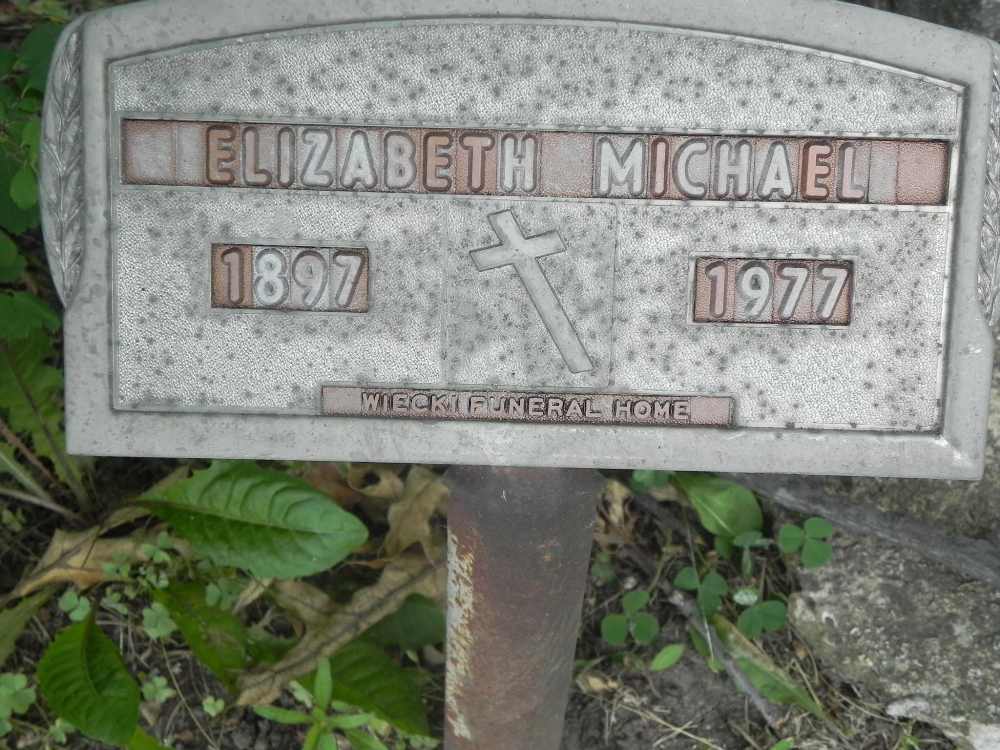 ELIZABETH MICHAEL
1897 1977
WIECKI FUNERAL HOME